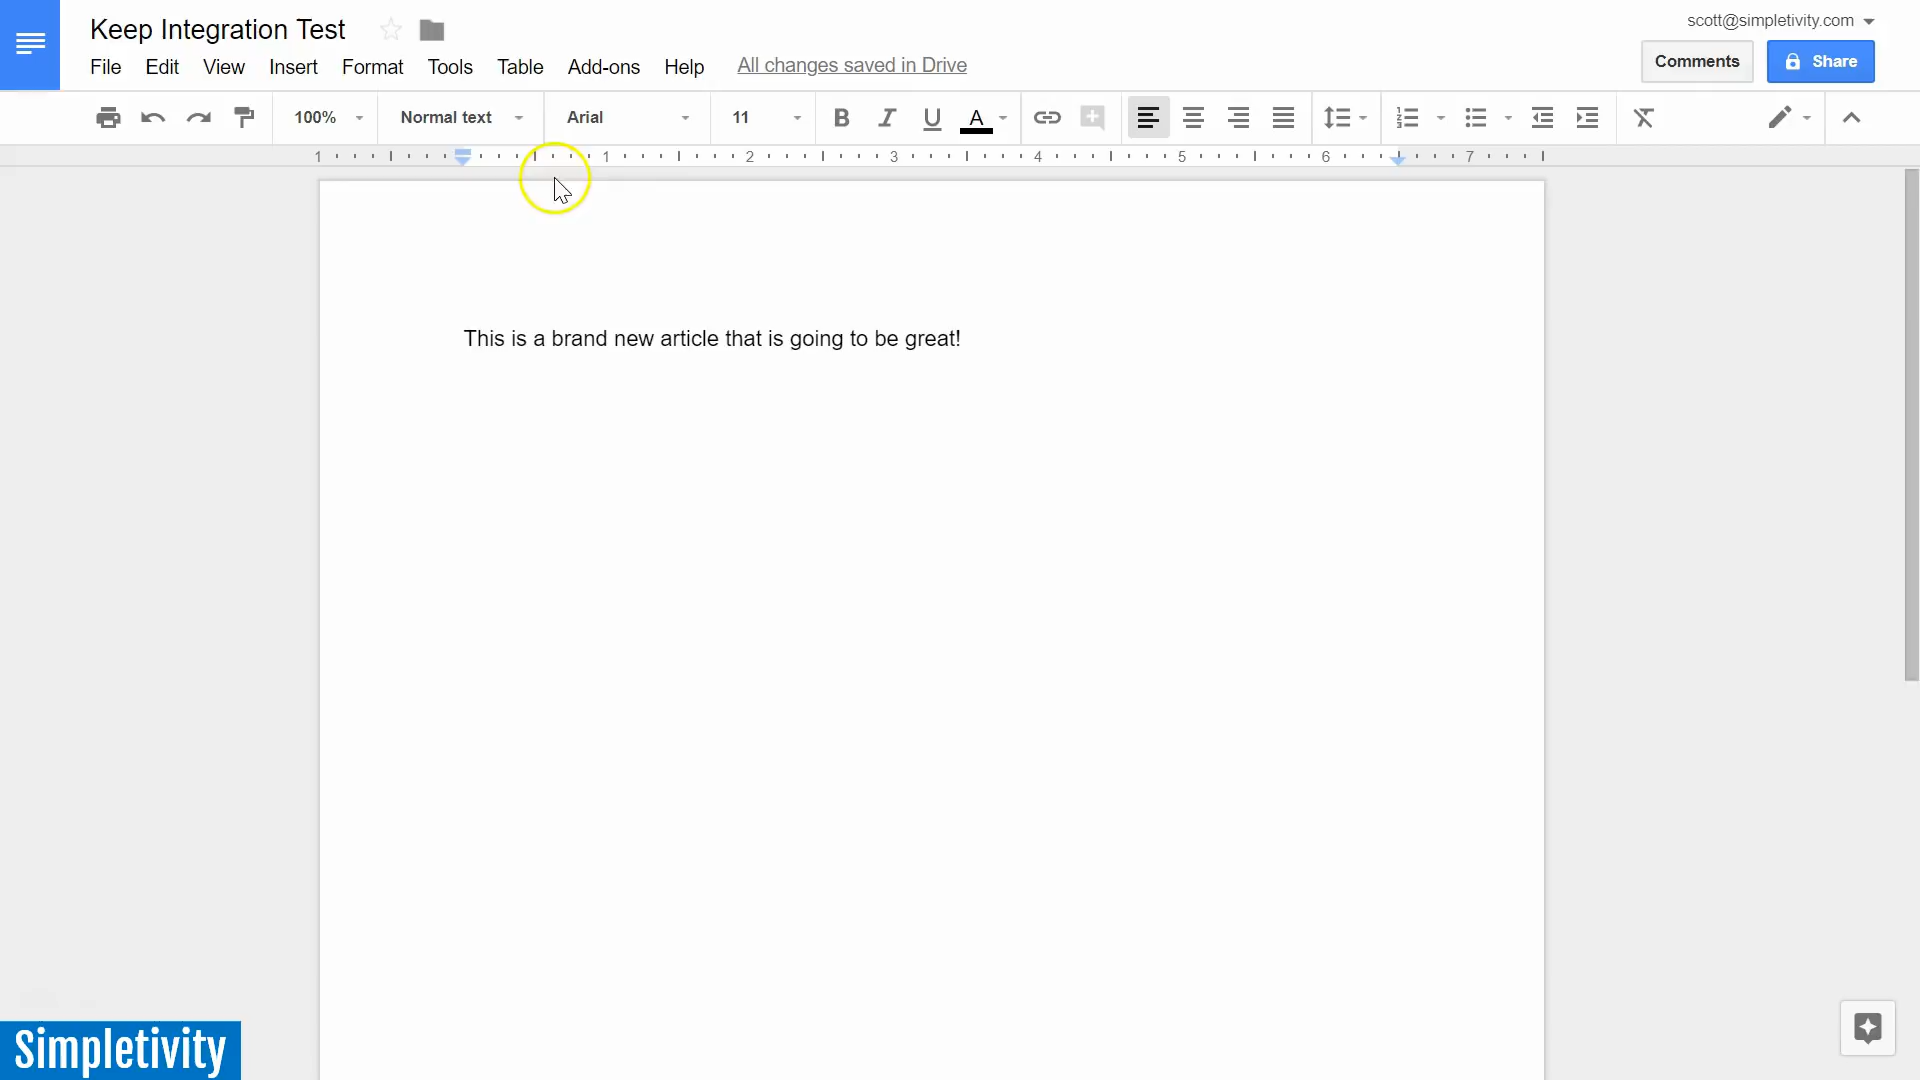 Keep Integration Test
scott@simpletivity.com
File Edit View Insert Format Tools Table Add-ons Help All changes saved in Drive
Comments Share
100% Normal text Arial 11 B I U A
1 1 2 3 4 5 6 7
This is a brand new article that is going to be great!
Simpletivity